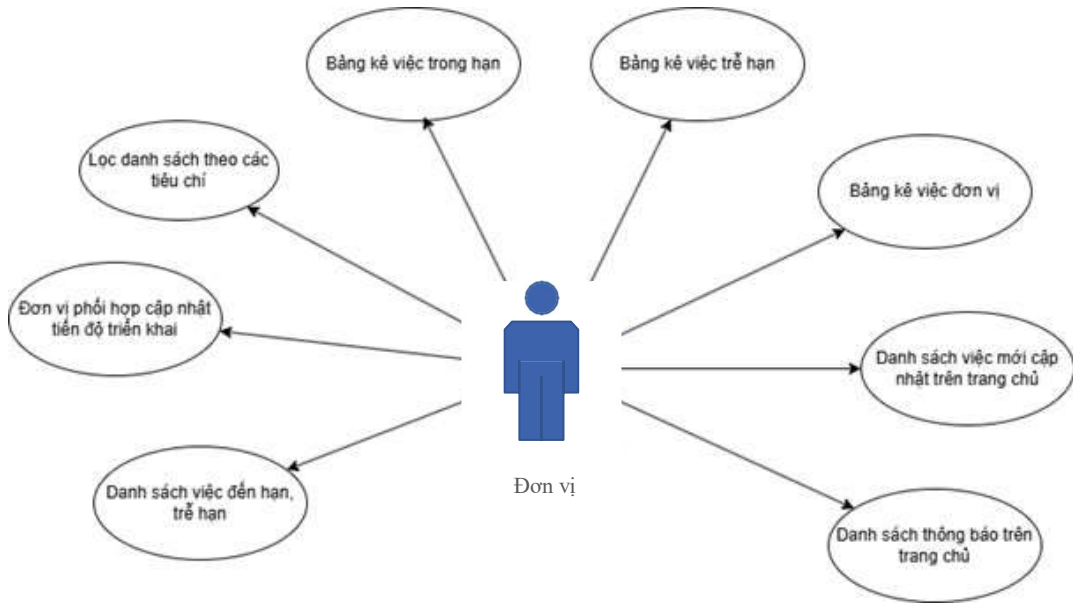 Bảng kê việc trong hạn
Bảng kê việc trễ hạn
Lọc danh sách theo các
tiêu chí
Bảng kê việc đơn vị
Đơn vị phối hợp cập nhật
tiến độ triển khai
Danh sách việc mới cập
nhật trên trang chủ
Danh sách việc đến hạn,
trễ hạn
Đơn vị
Danh sách thông báo trên
trang chủ